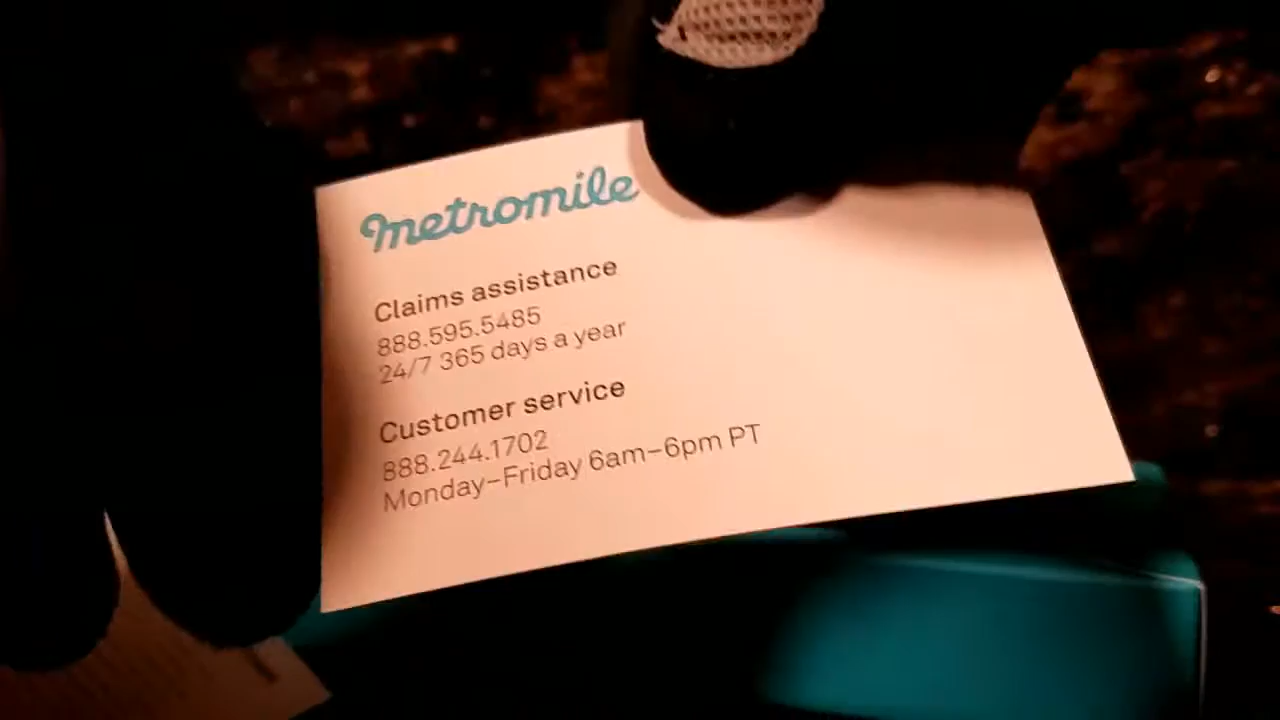 metromile
Claims assistance
888.595.5485
24/7 365 days a year
Customer service
888.244.1702
Monday–Friday 6am–6pm PT